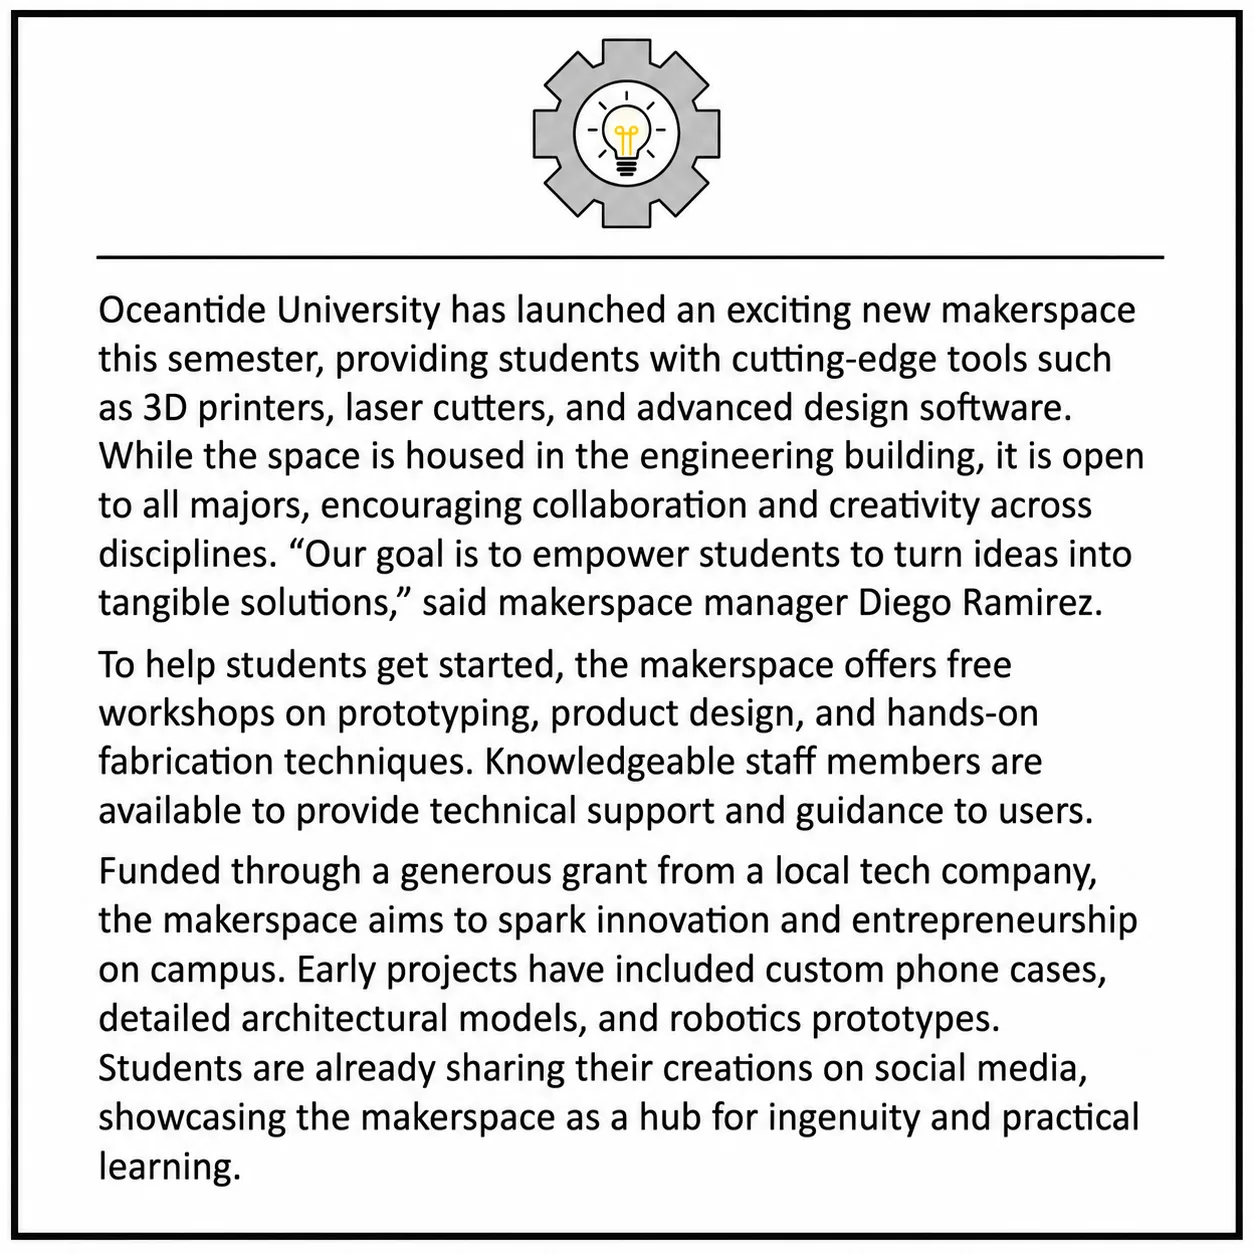 Oceantide University has launched an exciting new makerspace
this semester, providing students with cutting-edge tools such
as 3D printers, laser cutters, and advanced design software.
While the space is housed in the engineering building, it is open
to all majors, encouraging collaboration and creativity across
disciplines. “Our goal is to empower students to turn ideas into
tangible solutions,” said makerspace manager Diego Ramirez.
To help students get started, the makerspace offers free
workshops on prototyping, product design, and hands-on
fabrication techniques. Knowledgeable staff members are
available to provide technical support and guidance to users.
Funded through a generous grant from a local tech company,
the makerspace aims to spark innovation and entrepreneurship
on campus. Early projects have included custom phone cases,
detailed architectural models, and robotics prototypes.
Students are already sharing their creations on social media,
showcasing the makerspace as a hub for ingenuity and practical
learning.